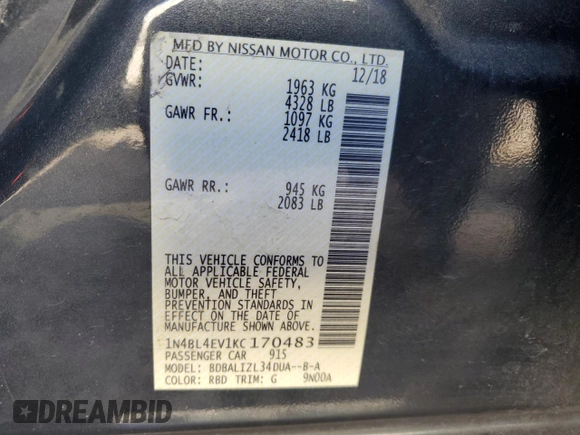 MFD BY NISSAN MOTOR CO., LTD.
DATE: 12/18
GVWR: 1963 KG
4328 LB
GAWR FR.: 1097 KG
2418 LB
GAWR RR.: 945 KG
2083 LB
THIS VEHICLE CONFORMS TO
ALL APPLICABLE FEDERAL
MOTOR VEHICLE SAFETY,
BUMPER, AND THEFT
PREVENTION STANDARDS IN
EFFECT ON THE DATE OF
MANUFACTURE SHOWN ABOVE.
1N4BL4EV1KC170483
PASSENGER CAR 915
MODEL: BDBALIZL34DUA--B-A
COLOR: RBD TRIM: G 9N00A
DREAMBID